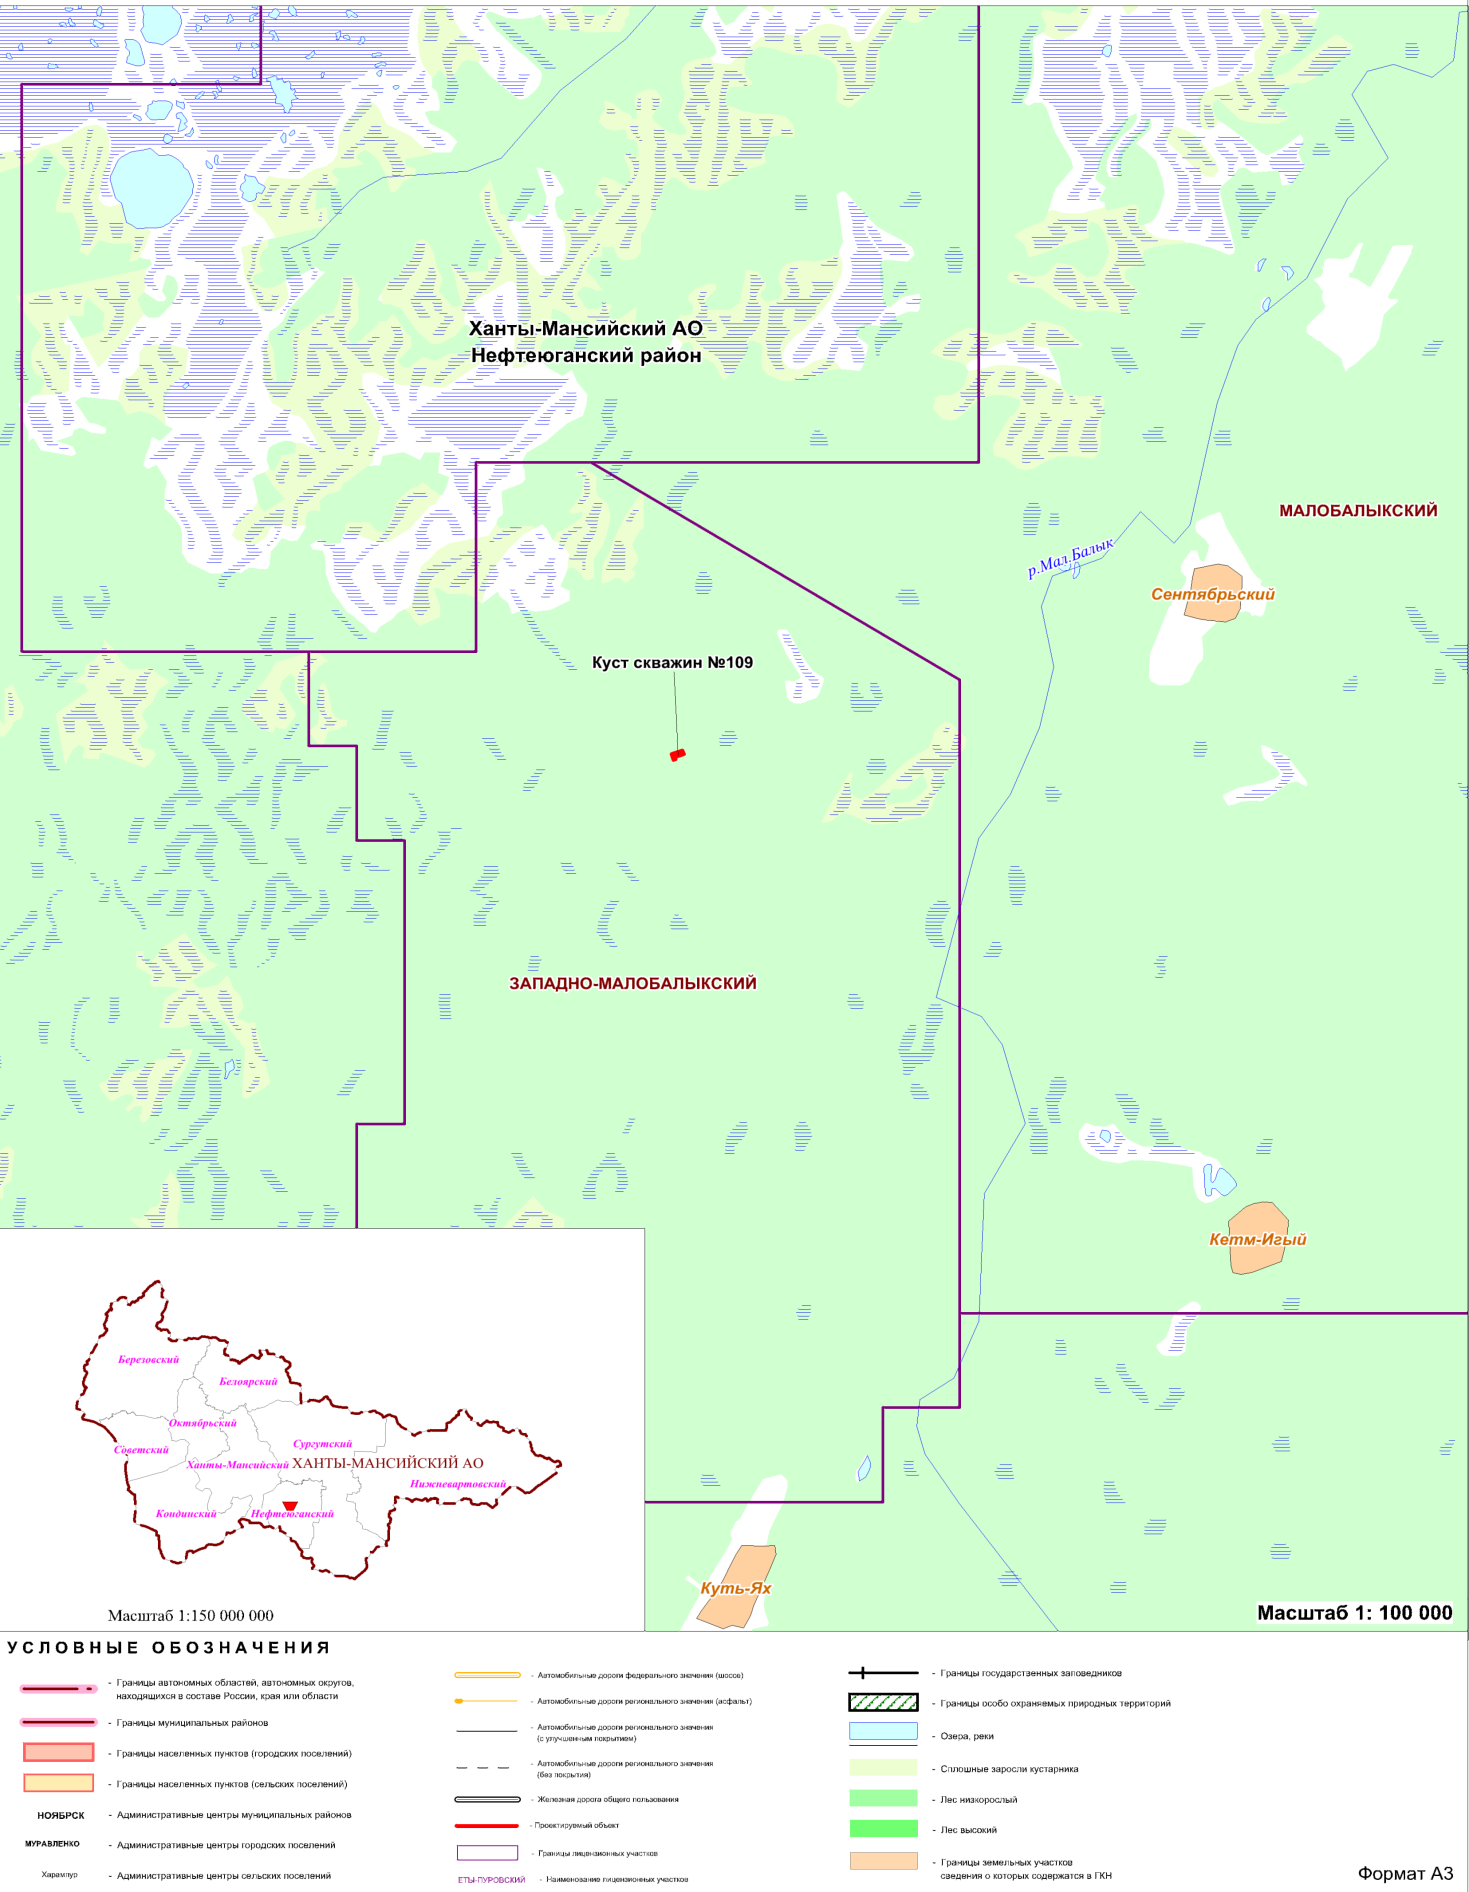 Ханты-Мансийский АО
Нефтеюганский район
МАЛОБАЛЫКСКИЙ
р.Мал.Балык
Сентябрьский
Куст скважин №109
ЗАПАДНО-МАЛОБАЛЫКСКИЙ
Кетм-Игый
Куть-Ях
Масштаб 1: 100 000
Березовский
Белоярский
Октябрьский
Советский
Сургутский
Ханты-Мансийский
ХАНТЫ-МАНСИЙСКИЙ АО
Нижневартовский
Кондинский
Нефтеюганский
Масштаб 1:150 000 000
УСЛОВНЫЕ ОБОЗНАЧЕНИЯ
- Границы автономных областей, автономных округов,
находящихся в составе России, края или области
- Границы муниципальных районов
- Границы населенных пунктов (городских поселений)
- Границы населенных пунктов (сельских поселений)
НОЯБРСК - Административные центры муниципальных районов
МУРАВЛЕНКО - Административные центры городских поселений
Харампур - Административные центры сельских поселений
- Автомобильные дороги федерального значения (шоссе)
- Автомобильные дороги регионального значения (асфальт)
- Автомобильные дороги регионального значения
(с улучшенным покрытием)
- Автомобильные дороги регионального значения
(без покрытия)
- Железная дорога общего пользования
- Проектируемый объект
- Границы лицензионных участков
ЕТЫ-ПУРОВСКИЙ - Наименование лицензионных участков
- Границы государственных заповедников
- Границы особо охраняемых природных территорий
- Озера, реки
- Сплошные заросли кустарника
- Лес низкорослый
- Лес высокий
- Границы земельных участков
сведения о которых содержатся в ГКН
Формат А3